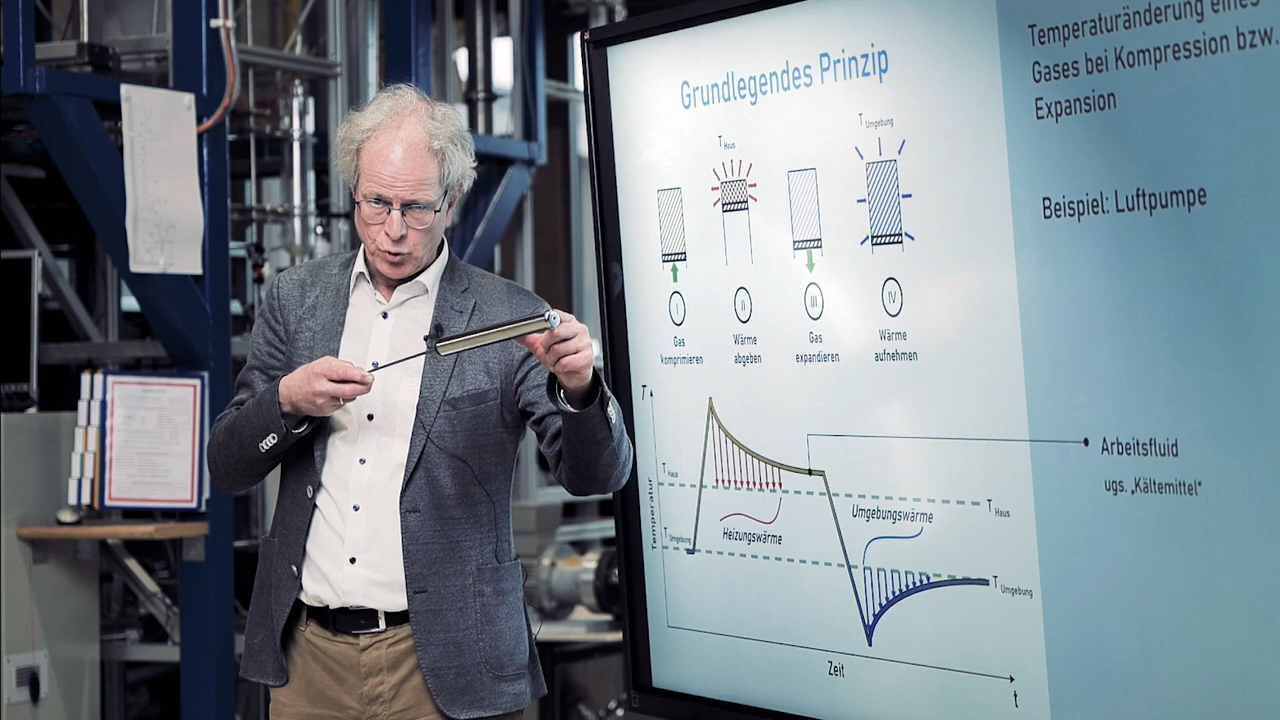 Grundlegendes Prinzip
T Haus
T Umgebung
I
II
III
IV
Gas
komprimieren
Wärme
abgeben
Gas
expandieren
Wärme
aufnehmen
T
Temperatur
T Haus
T Umgebung
Heizungswärme
Umgebungswärme
T Haus
T Umgebung
Zeit
t
Temperaturänderung eines
Gases bei Kompression bzw.
Expansion
Beispiel: Luftpumpe
Arbeitsfluid
ugs. „Kältemittel“